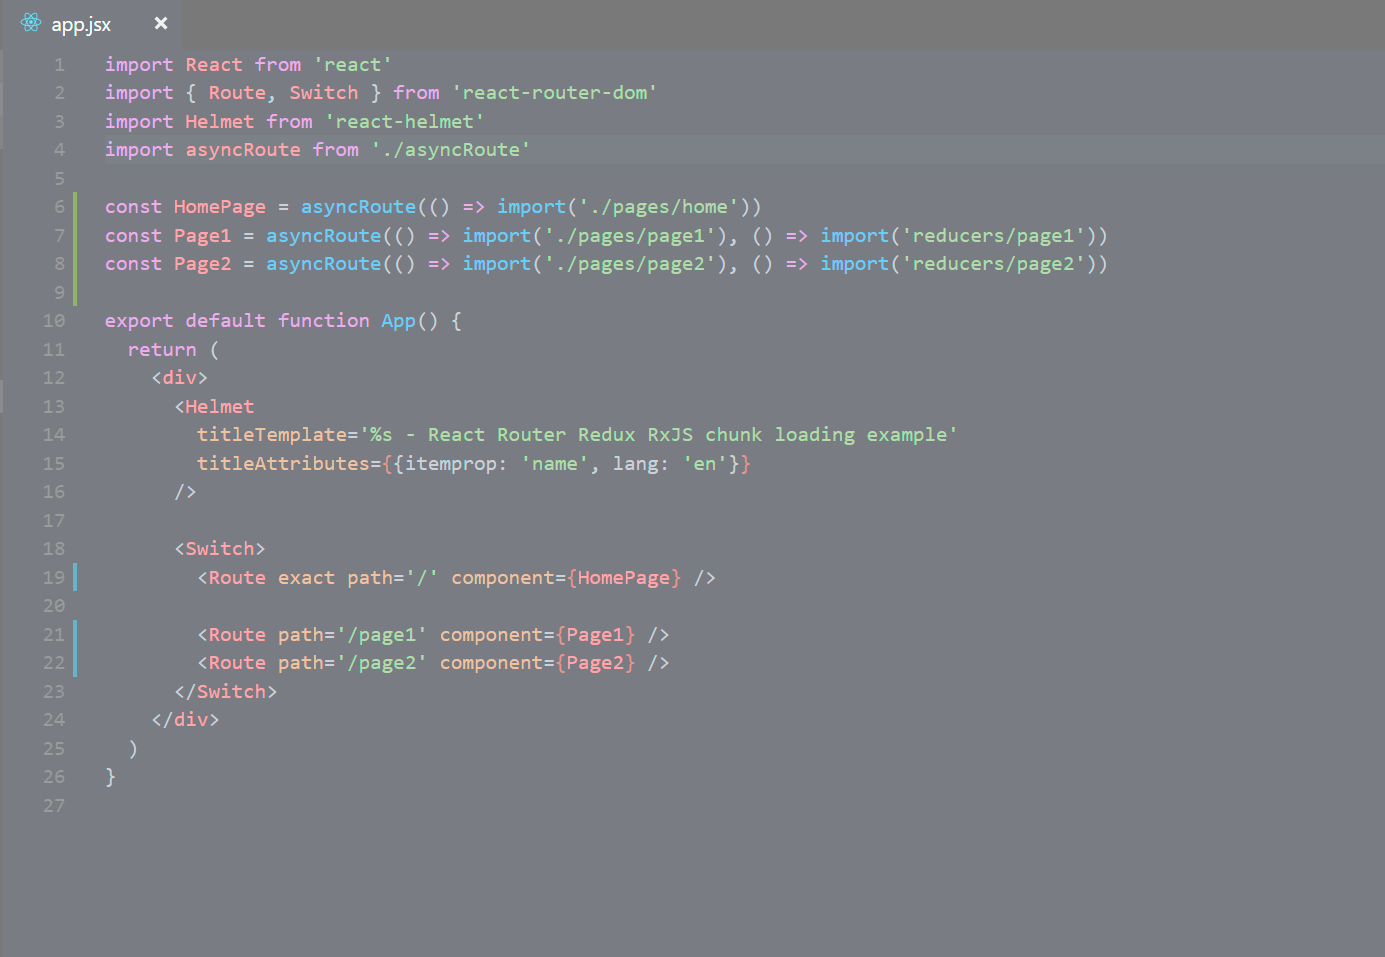 app.jsx ×
1 import React from 'react'
2 import { Route, Switch } from 'react-router-dom'
3 import Helmet from 'react-helmet'
4 import asyncRoute from './asyncRoute'
5
6 const HomePage = asyncRoute(() => import('./pages/home'))
7 const Page1 = asyncRoute(() => import('./pages/page1'), () => import('reducers/page1'))
8 const Page2 = asyncRoute(() => import('./pages/page2'), () => import('reducers/page2'))
9
10 export default function App() {
11   return (
12     <div>
13       <Helmet
14         titleTemplate='%s - React Router Redux RxJS chunk loading example'
15         titleAttributes={{itemprop: 'name', lang: 'en'}}
16       />
17
18       <Switch>
19         <Route exact path='/' component={HomePage} />
20
21         <Route path='/page1' component={Page1} />
22         <Route path='/page2' component={Page2} />
23       </Switch>
24     </div>
25   )
26 }
27